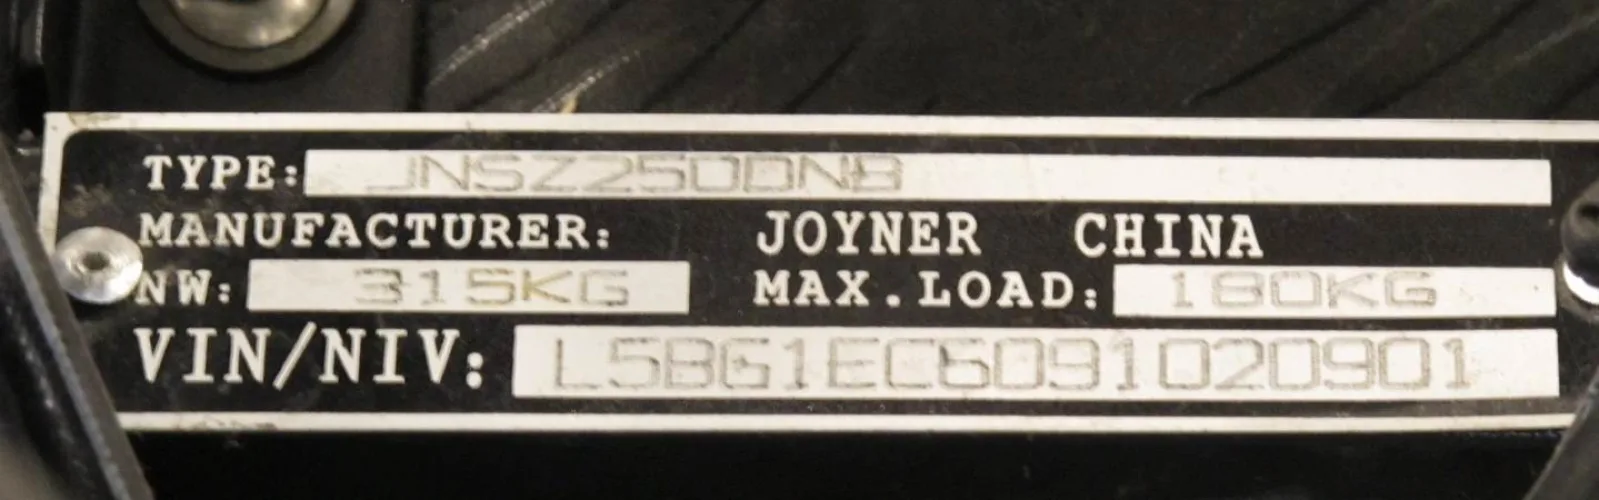 TYPE: JNSZ250DNB
MANUFACTURER: JOYNER CHINA
NW: 315KG MAX.LOAD: 180KG
VIN/NIV: L5BG1EC6091020901